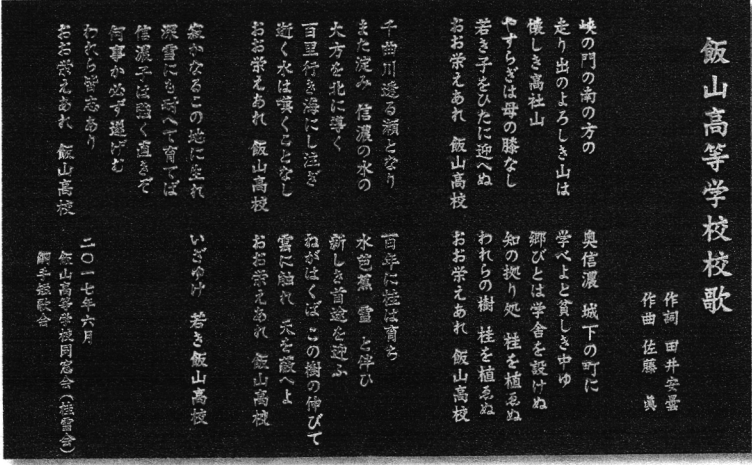 飯山高等学校校歌
作詞 田井安曇
作曲 佐藤 眞
峡の門の南の方の
走り出のよろしき山は
懐しき高社山
やすらぎは母の膝なし
若き子をひたに迎へぬ
おお栄えあれ 飯山高校
千曲川逸る瀬となり
また淀み 信濃の水の
大方を北に導く
百里行き海にし注ぎ
逝く水は嘆くことなし
おお栄えあれ 飯山高校
寂かなるこの地に生れ
深雪にも耐へて育てば
信濃子は強く直きぞ
何事か必ず遂げむ
われら皆志あり
おお栄えあれ 飯山高校
奥信濃 城下の町に
学べよと貧しき中ゆ
郷びとは学舎を設けぬ
知の拠り処 桂を植ゑぬ
われらの樹 桂を植ゑぬ
おお栄えあれ 飯山高校
百年に桂は育ち
水芭蕉 雪 と伴ひ
新しき首途を迎ふ
ねがはくば この樹の伸びて
雲に触れ 天を蔽へよ
おお栄えあれ 飯山高校
いざゆけ 若き飯山高校
二〇一七年六月
飯山高等学校同窓会（桂雪会）
綱手短歌会